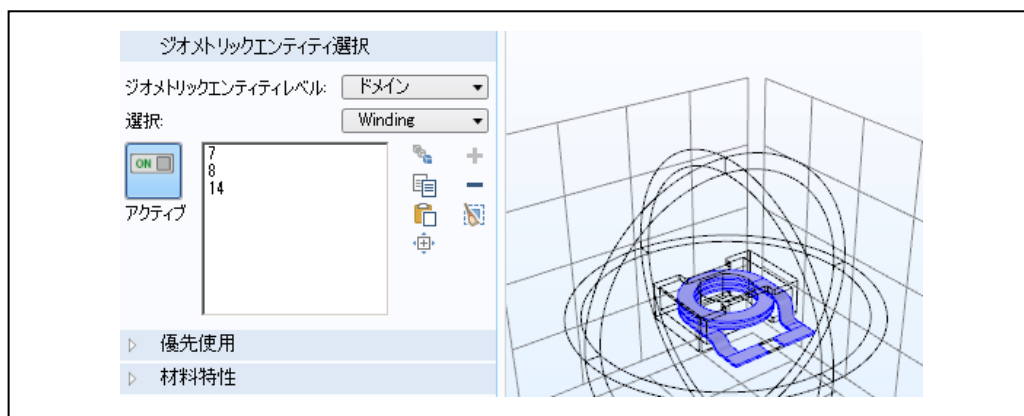 ジオメトリックエンティティ選択
ジオメトリックエンティティレベル: ドメイン
選択: Winding
ON
7
8
14
アクティブ
優先使用
材料特性